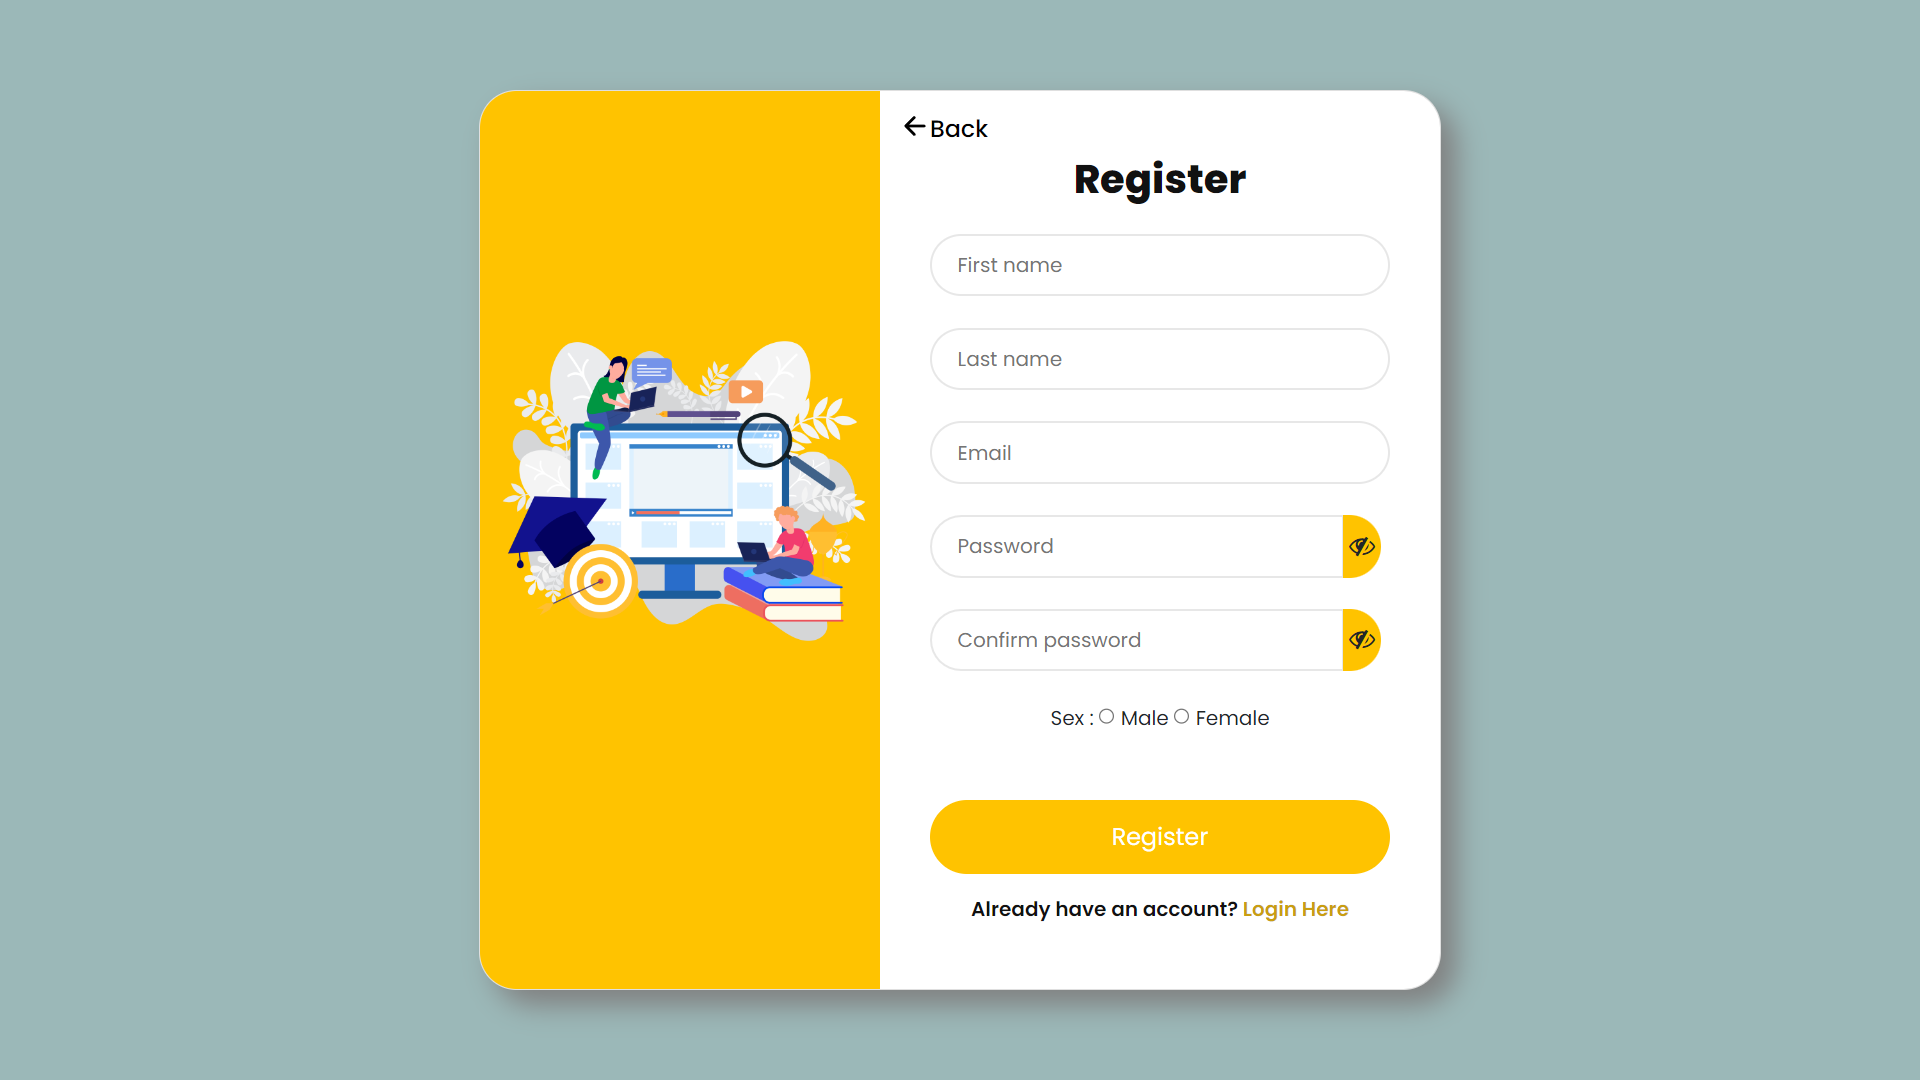 Back
Register
First name
Last name
Email
Password
Confirm password
Sex : Male Female
Register
Already have an account? Login Here